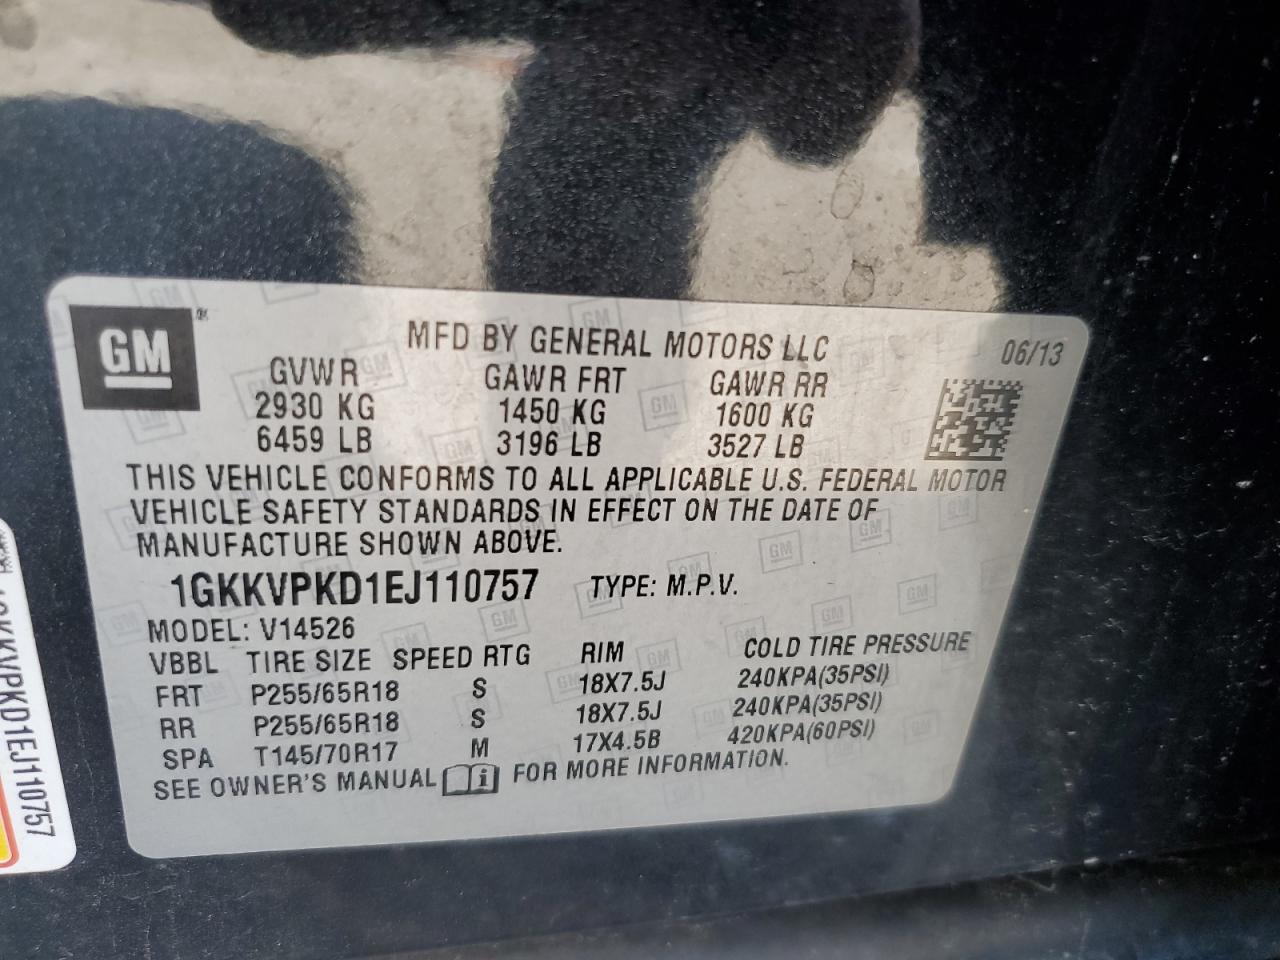 GM
MFD BY GENERAL MOTORS LLC 06/13
GVWR GAWR FRT GAWR RR
2930 KG 1450 KG 1600 KG
6459 LB 3196 LB 3527 LB
THIS VEHICLE CONFORMS TO ALL APPLICABLE U.S. FEDERAL MOTOR
VEHICLE SAFETY STANDARDS IN EFFECT ON THE DATE OF
MANUFACTURE SHOWN ABOVE.
1GKKVPKD1EJ110757 TYPE: M.P.V.
MODEL: V14526
VBBL TIRE SIZE SPEED RTG RIM COLD TIRE PRESSURE
FRT P255/65R18 S 18X7.5J 240KPA(35PSI)
RR P255/65R18 S 18X7.5J 240KPA(35PSI)
SPA T145/70R17 M 17X4.5B 420KPA(60PSI)
SEE OWNER'S MANUAL i FOR MORE INFORMATION.
1GKKVPKD1EJ110757